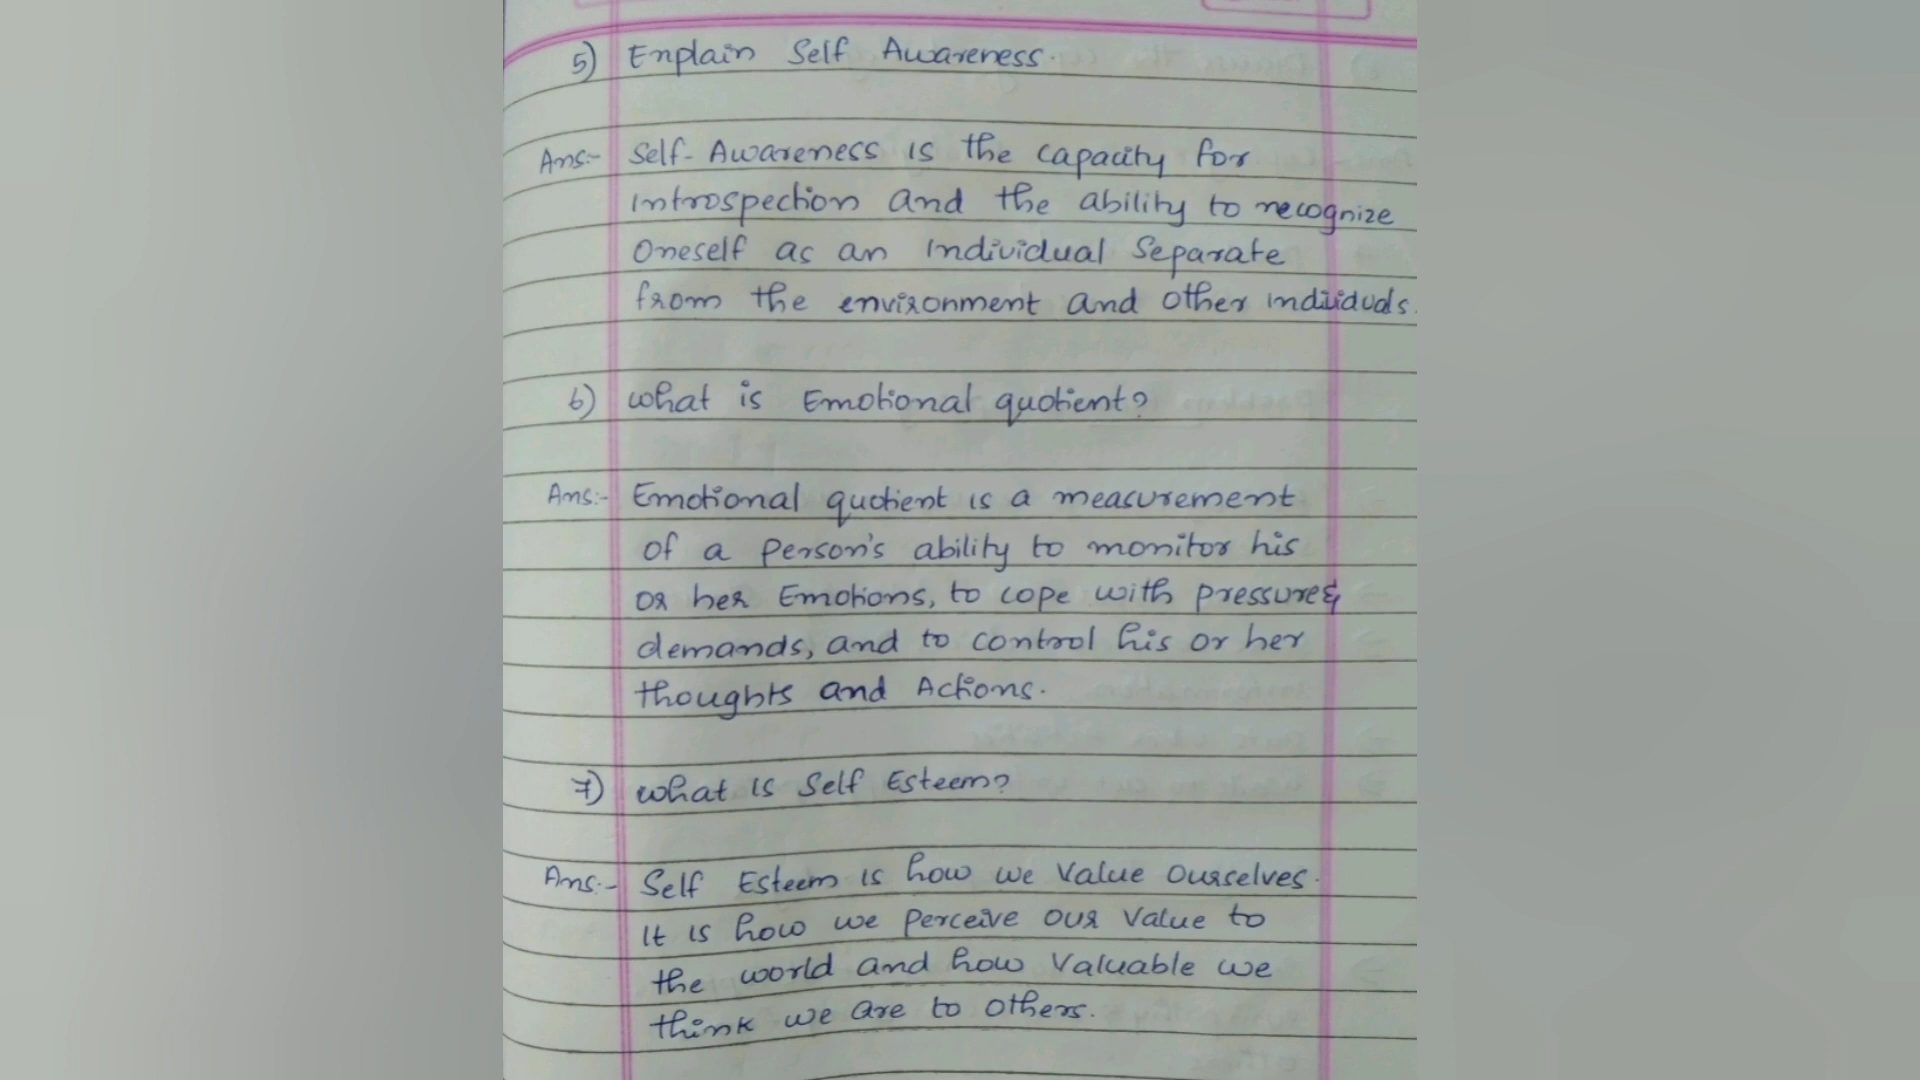 5) Explain Self Awareness.
Ans:- Self-Awareness is the capacity for
introspection and the ability to recognize
Oneself as an individual Separate
from the environment and other individuals.
6) what is Emotional quotient?
Ans:- Emotional quotient is a measurement
of a person's ability to monitor his
or her Emotions, to cope with pressure &
demands, and to control his or her
thoughts and Actions.
7) what is Self Esteem?
Ans:- Self Esteem is how we value ourselves.
It is how we perceive our value to
the world and how valuable we
think we are to others.